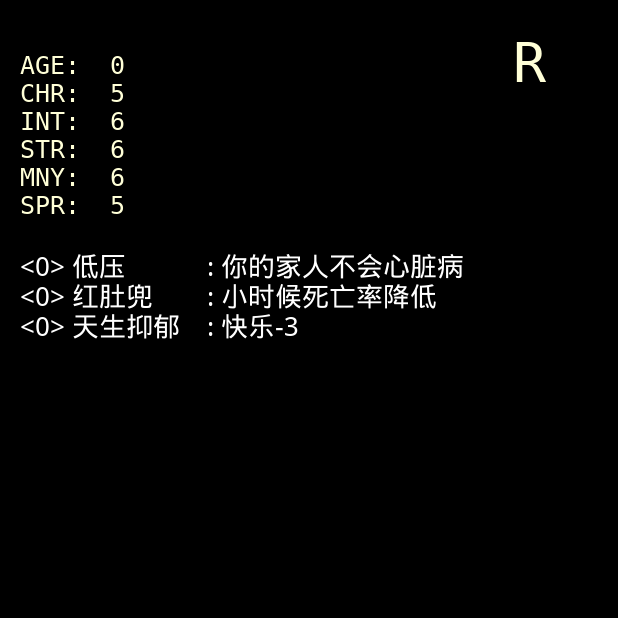 R
AGE: 0
CHR: 5
INT: 6
STR: 6
MNY: 6
SPR: 5
<O> 低压 : 你的家人不会心脏病
<O> 红肚兜 : 小时候死亡率降低
<O> 天生抑郁 : 快乐-3